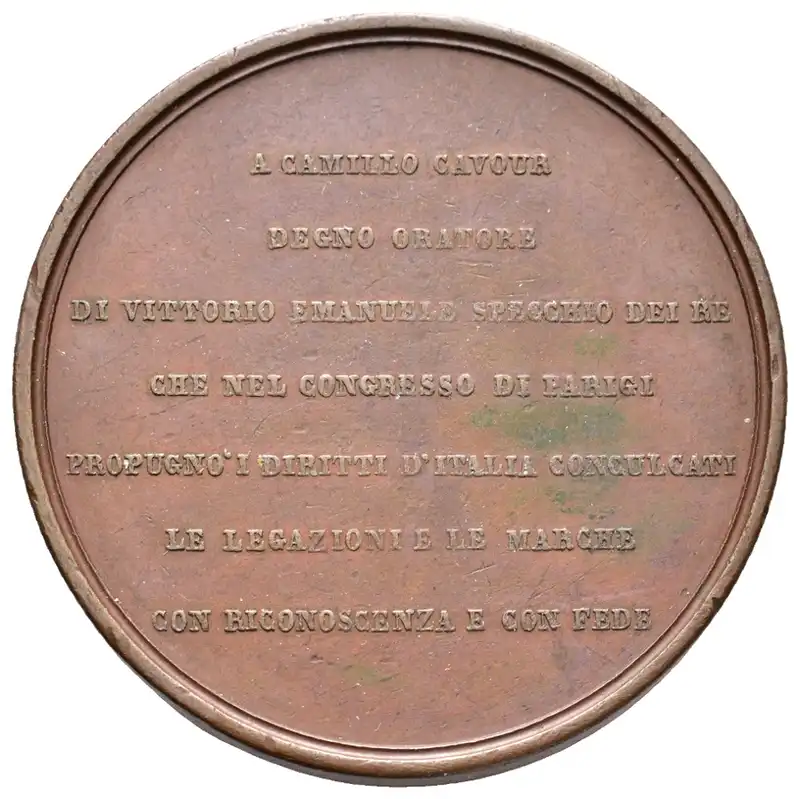 A CAMILLO CAVOUR
DEGNO ORATORE
DI VITTORIO EMANUELE SPECCHIO DEI RE
CHE NEL CONGRESSO DI PARIGI
PROPUGNO' I DIRITTI D'ITALIA CONCULCATI
LE LEGAZIONI E LE MARCHE
CON RICONOSCENZA E CON FEDE